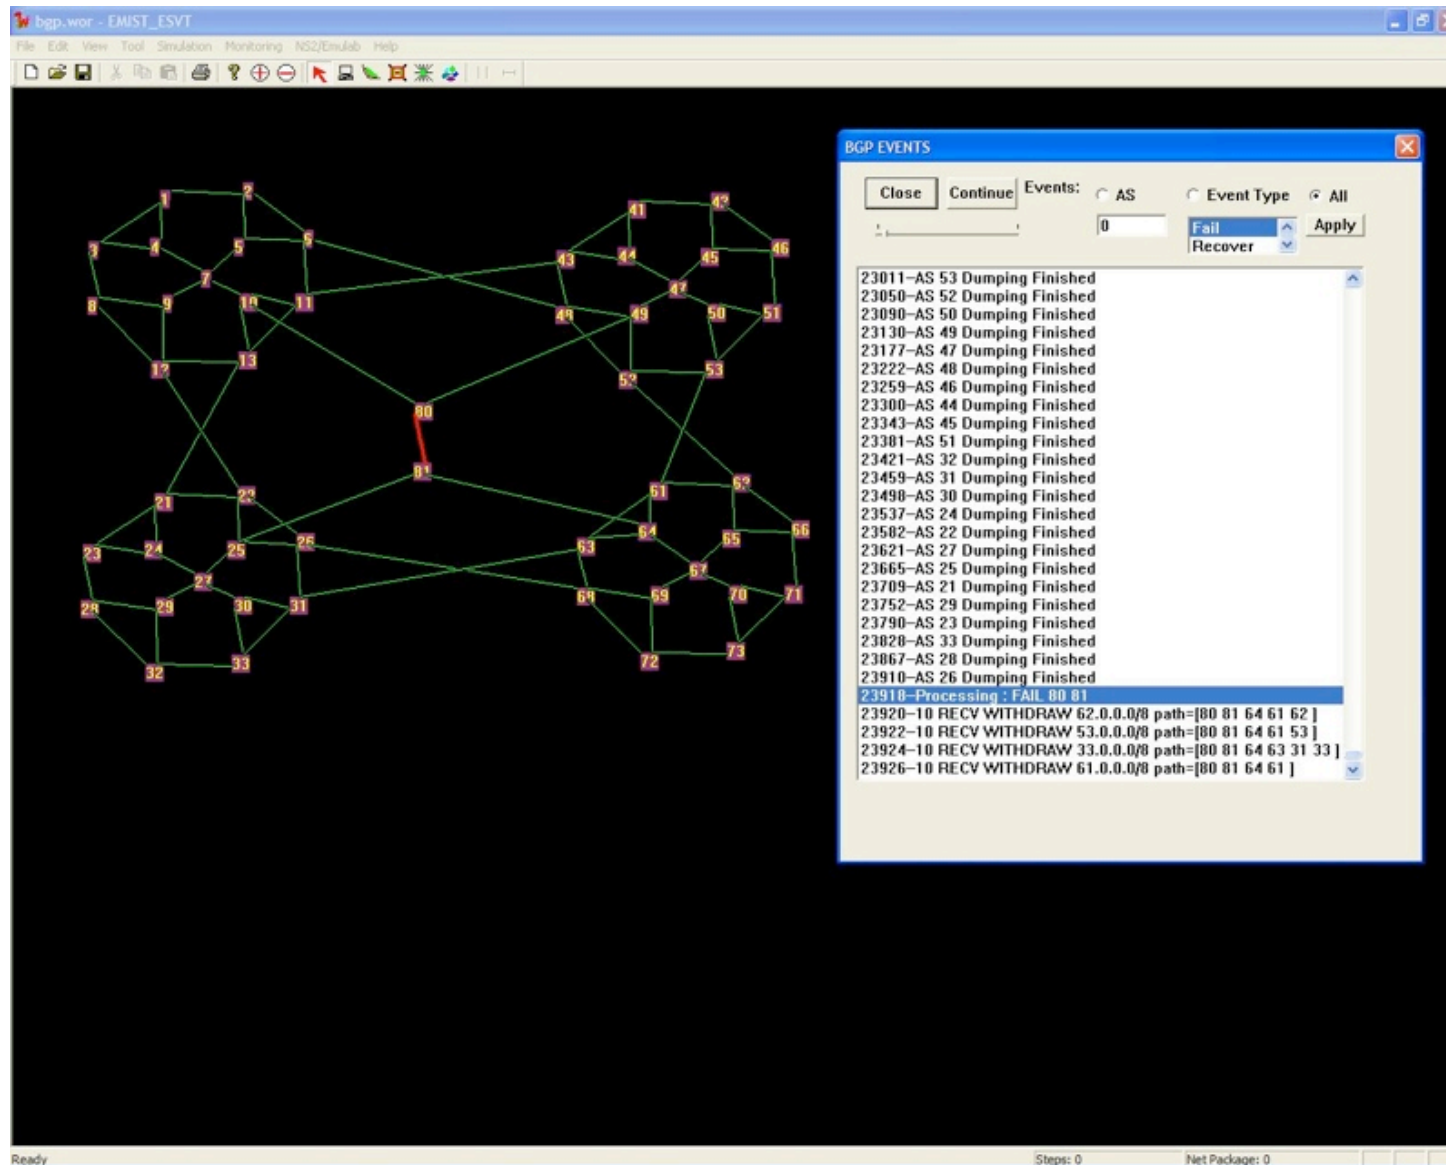 bgp.wor - EMIST_ESVT
File Edit View Tool Simulation Monitoring NS2/Emulab Help
BGP EVENTS
Close Continue Events: AS Event Type All
0 Fail Apply
Recover
23011-AS 53 Dumping Finished
23050-AS 52 Dumping Finished
23090-AS 50 Dumping Finished
23130-AS 49 Dumping Finished
23177-AS 47 Dumping Finished
23222-AS 48 Dumping Finished
23259-AS 46 Dumping Finished
23300-AS 44 Dumping Finished
23343-AS 45 Dumping Finished
23381-AS 51 Dumping Finished
23421-AS 32 Dumping Finished
23459-AS 31 Dumping Finished
23498-AS 30 Dumping Finished
23537-AS 24 Dumping Finished
23582-AS 22 Dumping Finished
23621-AS 27 Dumping Finished
23665-AS 25 Dumping Finished
23709-AS 21 Dumping Finished
23752-AS 29 Dumping Finished
23790-AS 23 Dumping Finished
23828-AS 33 Dumping Finished
23867-AS 28 Dumping Finished
23910-AS 26 Dumping Finished
23918-Processing : FAIL 80 81
23920-10 RECV WITHDRAW 62.0.0.0/8 path=[80 81 64 61 62 ]
23922-10 RECV WITHDRAW 53.0.0.0/8 path=[80 81 64 61 53 ]
23924-10 RECV WITHDRAW 33.0.0.0/8 path=[80 81 64 63 31 33 ]
23926-10 RECV WITHDRAW 61.0.0.0/8 path=[80 81 64 61 ]
1 2
3 4 5 6
7
8 9 10 11
12 13
41 42
43 44 45 46
47
48 49 50 51
52 53
80
81
21 22
23 24 25 26
27
28 29 30 31
32 33
61 62
63 64 65 66
67
68 69 70 71
72 73
Ready Steps: 0 Net Package: 0